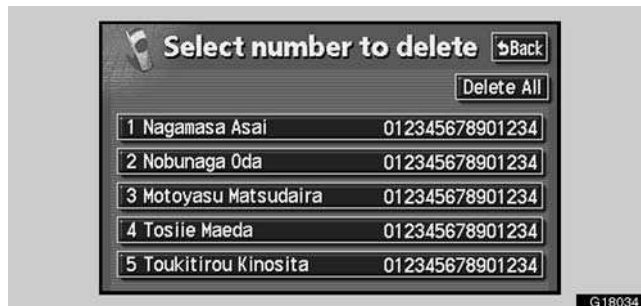 Select number to delete Back
Delete All
1 Nagamasa Asai 012345678901234
2 Nobunaga Oda 012345678901234
3 Motoyasu Matsudaira 012345678901234
4 Tosiie Maeda 012345678901234
5 Toukitirou Kinosita 012345678901234
G18034